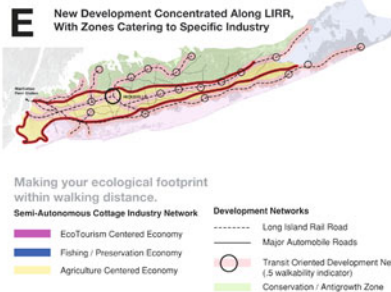 E
New Development Concentrated Along LIRR,
With Zones Catering to Specific Industry
Making your ecological footprint
within walking distance.
Semi-Autonomous Cottage Industry Network
EcoTourism Centered Economy
Fishing / Preservation Economy
Agriculture Centered Economy
Development Networks
Long Island Rail Road
Major Automobile Roads
Transit Oriented Development Ne
(.5 walkability indicator)
Conservation / Antigrowth Zone